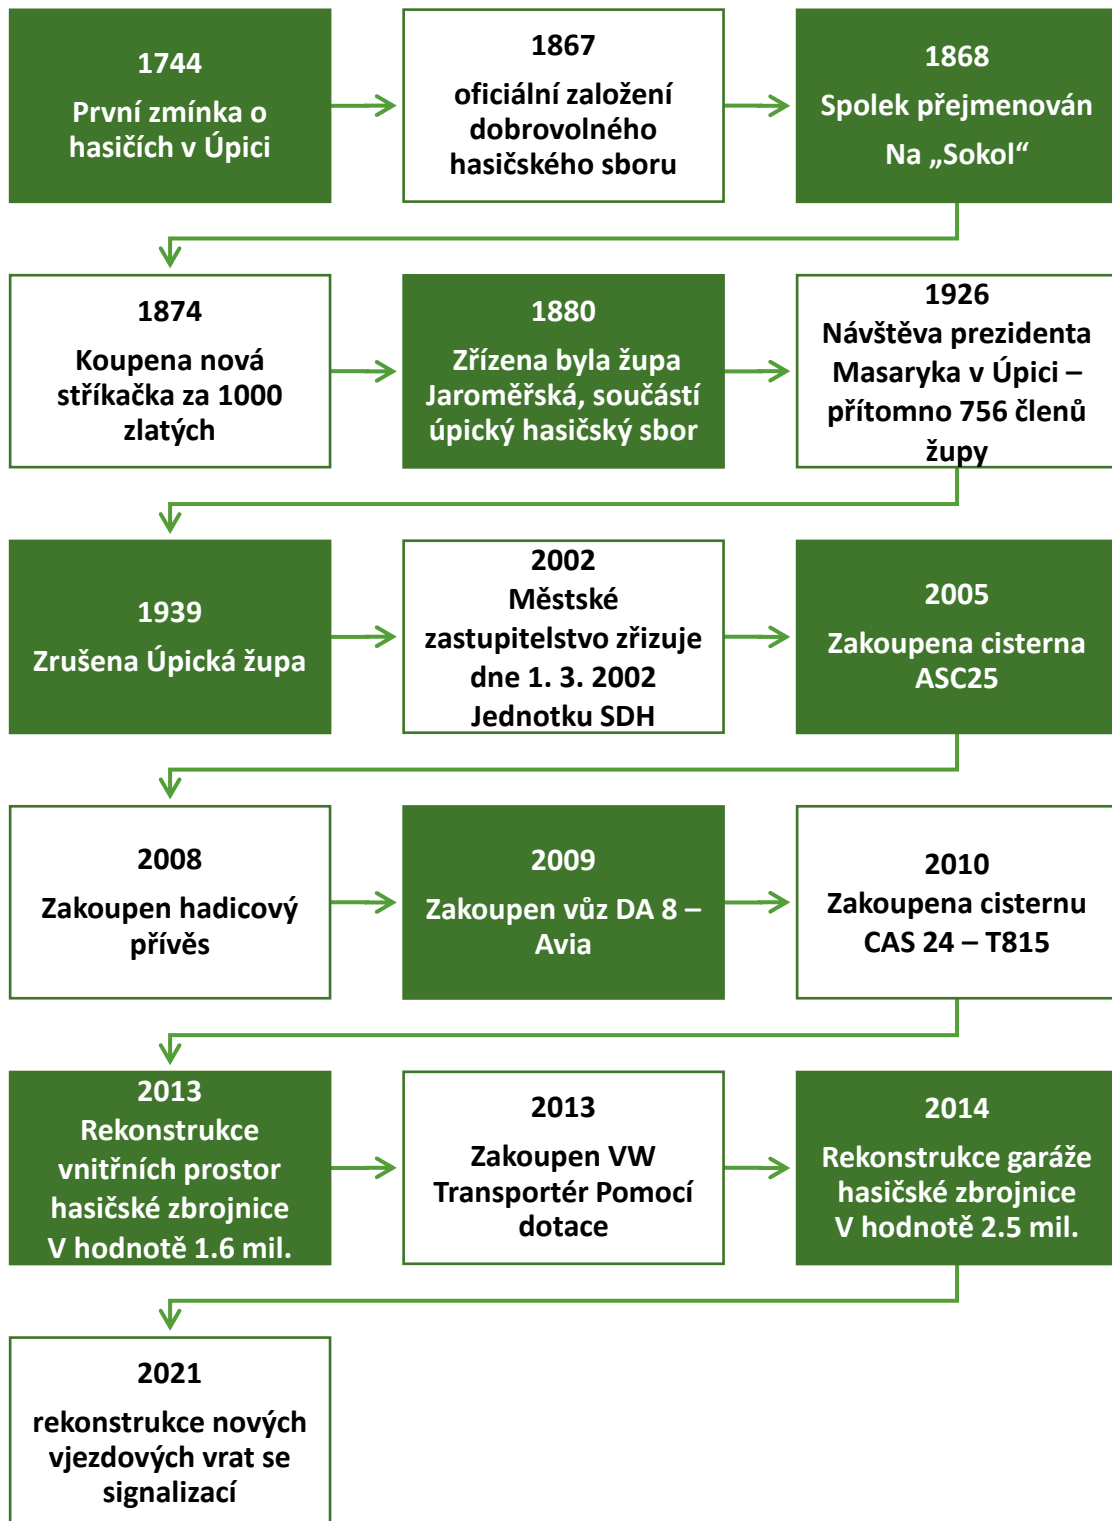 1744
První zmínka o
hasičích v Úpici
1867
oficiální založení
dobrovolného
hasičského sboru
1868
Spolek přejmenován
Na „Sokol“
1874
Koupena nová
stříkačka za 1000
zlatých
1880
Zřízena byla župa
Jaroměřská, součástí
úpický hasičský sbor
1926
Návštěva prezidenta
Masaryka v Úpici –
přítomno 756 členů
župy
1939
Zrušena Úpická župa
2002
Městské
zastupitelstvo zřizuje
dne 1. 3. 2002
Jednotku SDH
2005
Zakoupena cisterna
ASC25
2008
Zakoupen hadicový
přívěs
2009
Zakoupen vůz DA 8 –
Avia
2010
Zakoupena cisternu
CAS 24 – T815
2013
Rekonstrukce
vnitřních prostor
hasičské zbrojnice
V hodnotě 1.6 mil.
2013
Zakoupen VW
Transportér Pomocí
dotace
2014
Rekonstrukce garáže
hasičské zbrojnice
V hodnotě 2.5 mil.
2021
rekonstrukce nových
vjezdových vrat se
signalizací